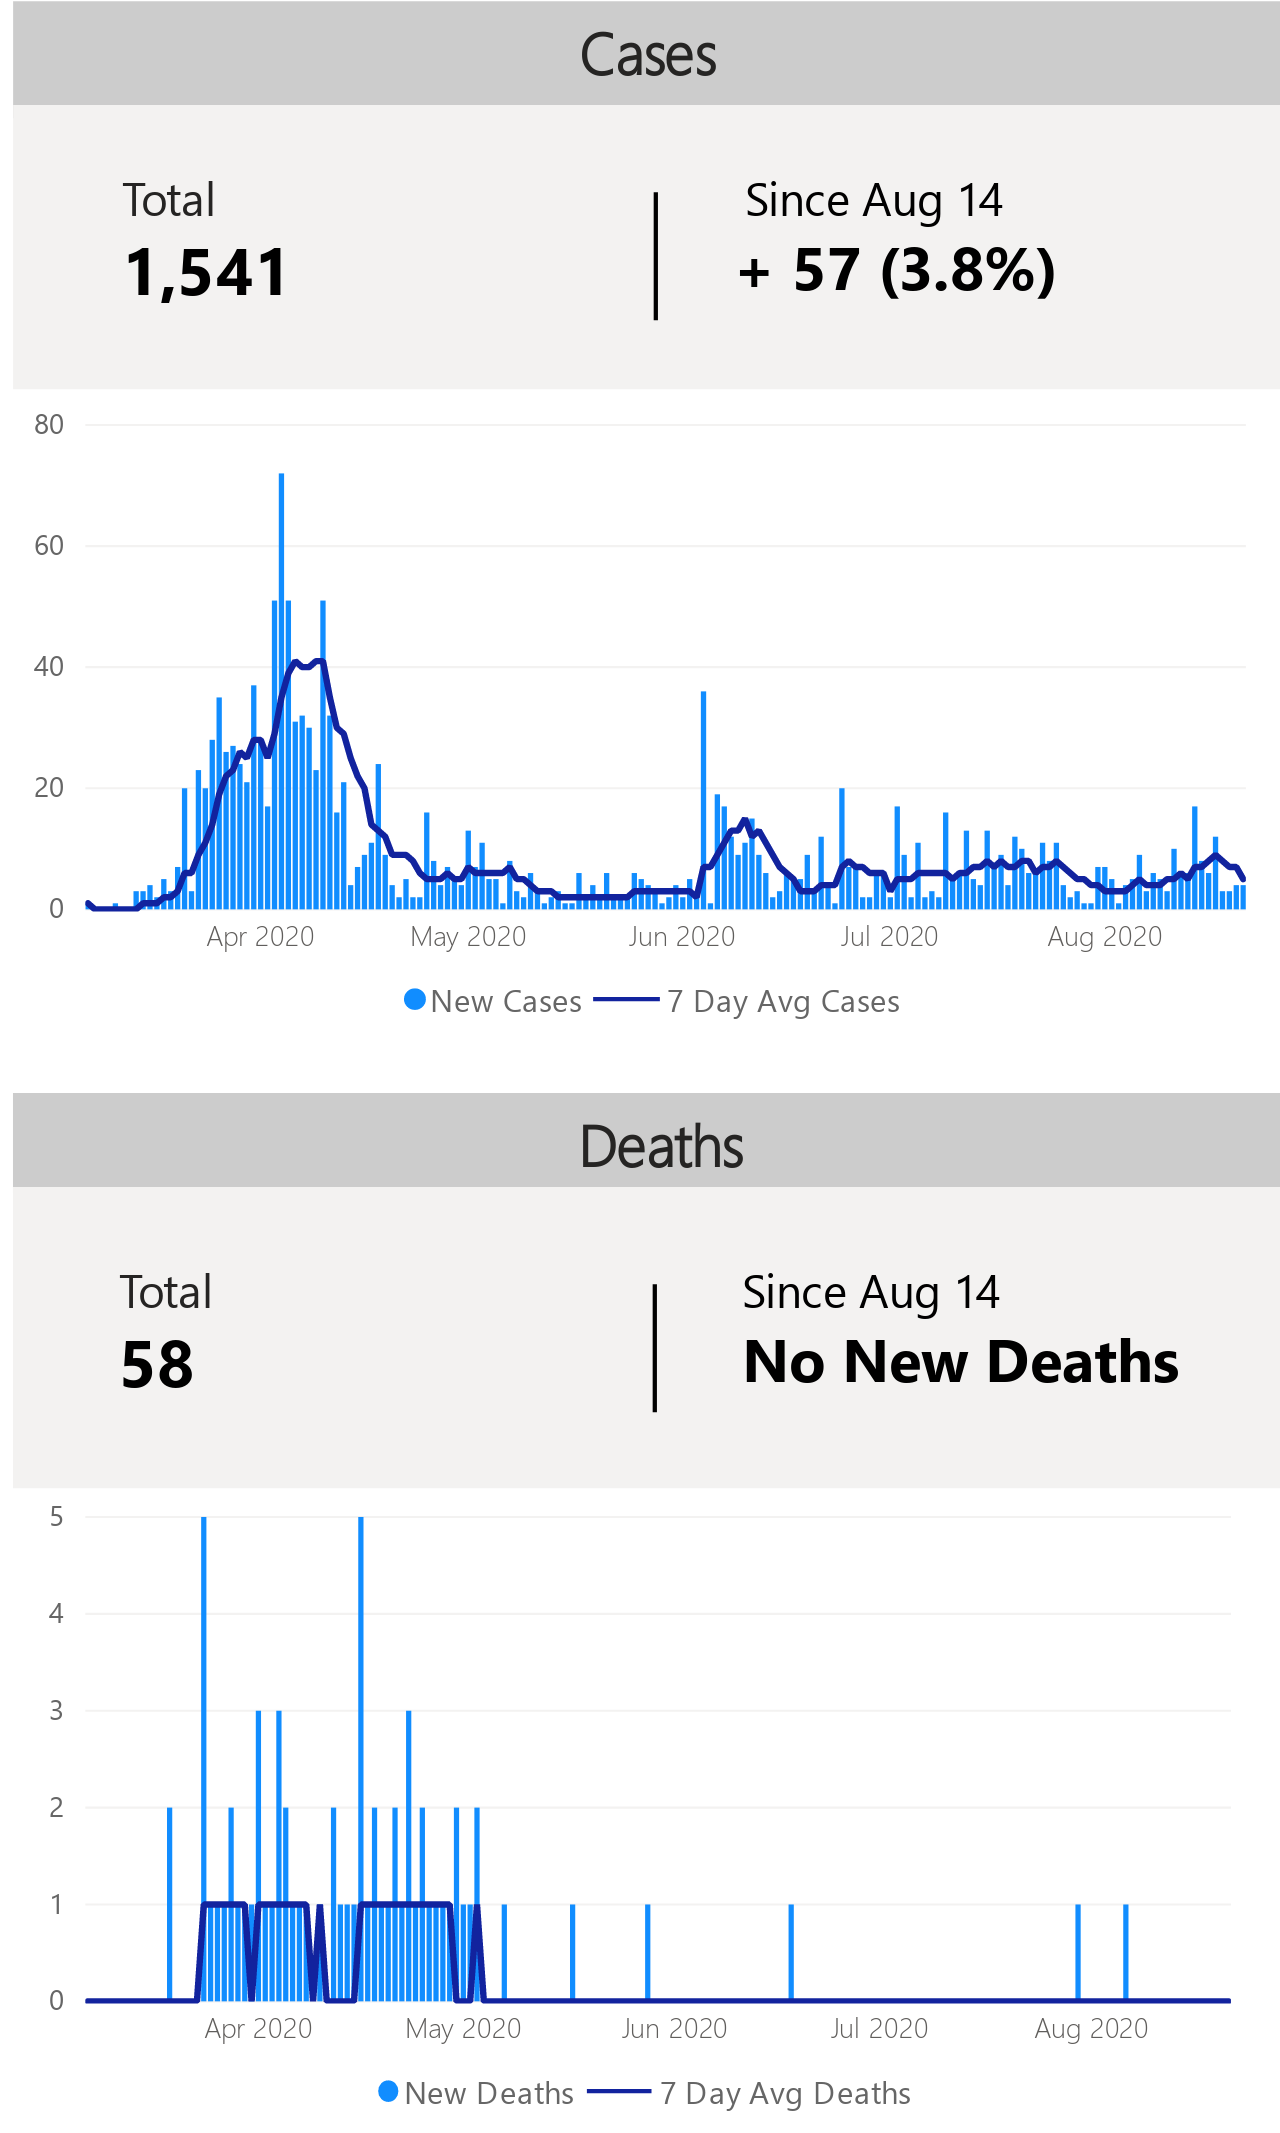 Cases
Total
Since Aug 14
1,541
+ 57 (3.8%)
80
60
40
20
0
Apr 2020
May 2020
Jun 2020
Jul 2020
Aug 2020
New Cases
7 Day Avg Cases
Deaths
Total
Since Aug 14
58
No New Deaths
5
4
3
2
1
0
Apr 2020
May 2020
Jun 2020
Jul 2020
Aug 2020
New Deaths
7 Day Avg Deaths